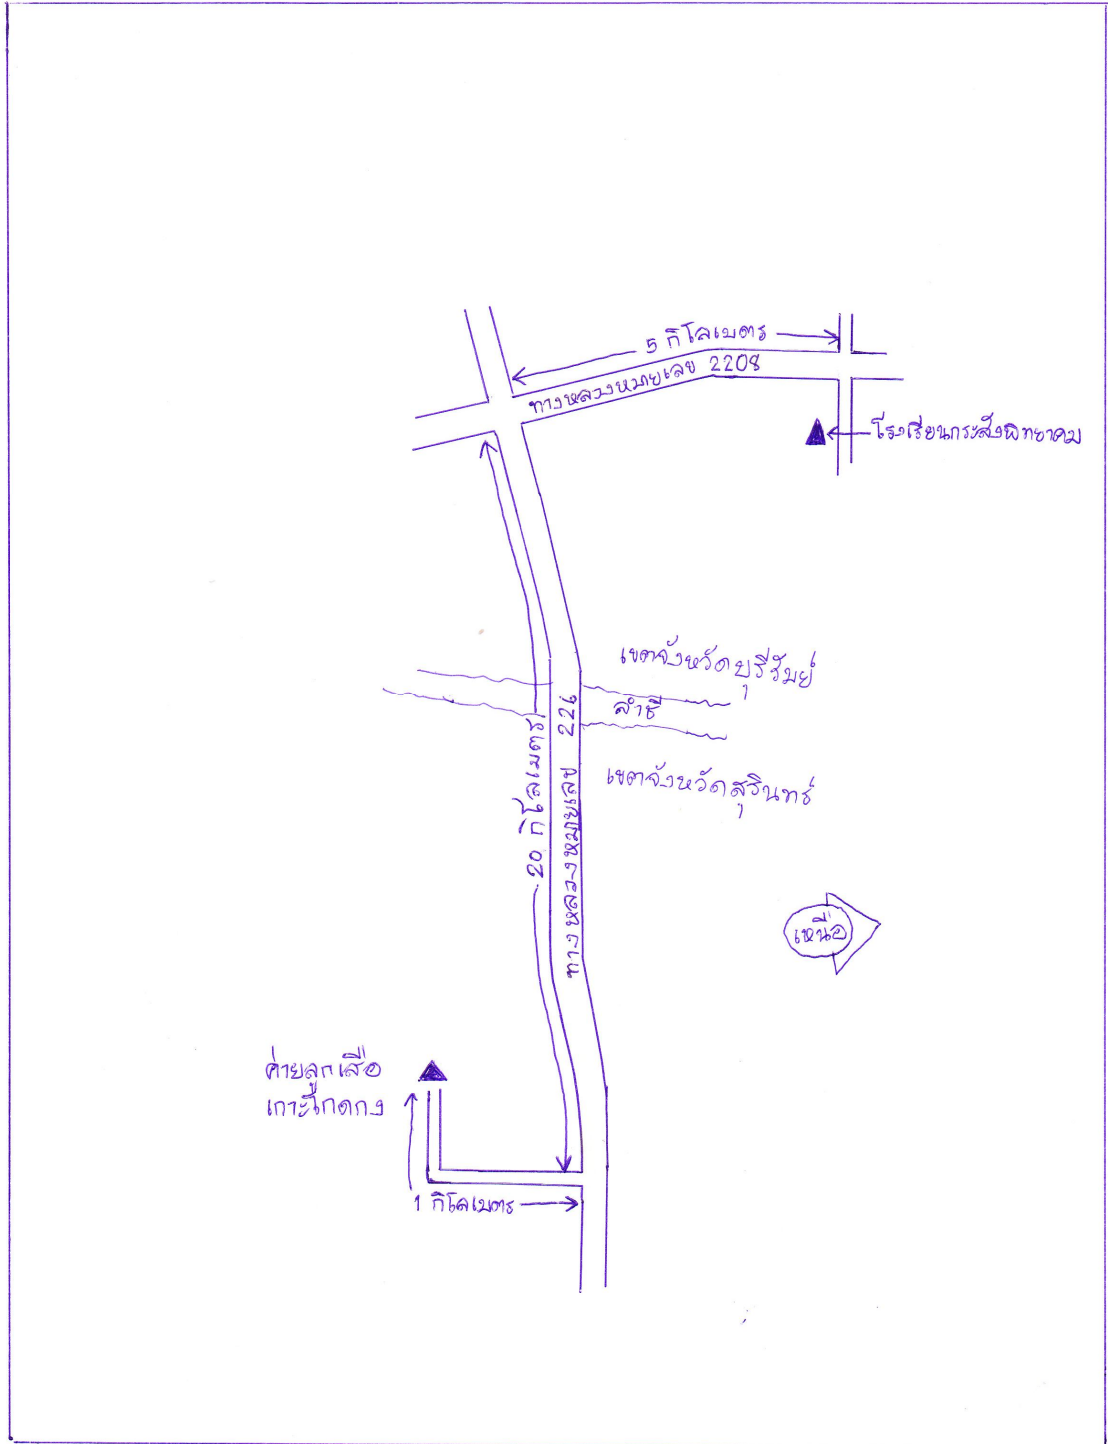 5 กิโลเมตร
ทางหลวงหมายเลข 2208
โรงเรียนกระสังพิทยาคม
เขตจังหวัดบุรีรัมย์
ลำชี
เขตจังหวัดสุรินทร์
20 กิโลเมตร
ทางหลวงหมายเลข 226
เหนือ
ค่ายลูกเสือ
เกาะโกดกง
1 กิโลเมตร